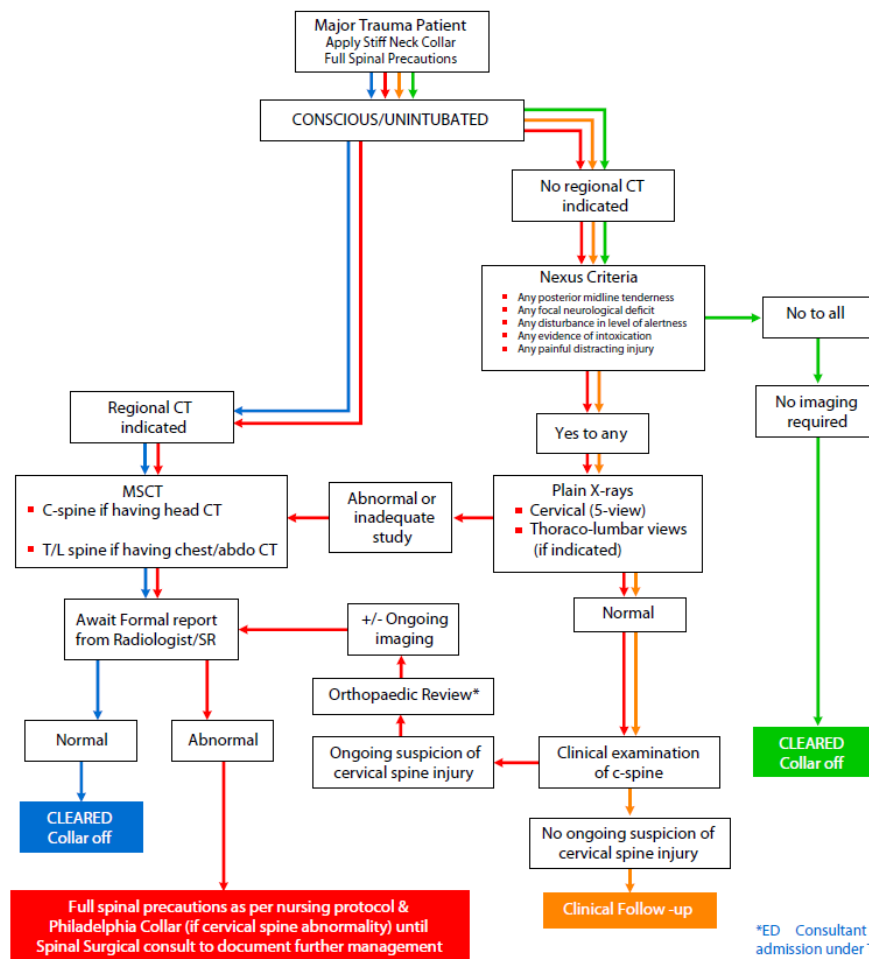 Major Trauma Patient
Apply Stiff Neck Collar
Full Spinal Precautions
CONSCIOUS/UNINTUBATED
No regional CT
indicated
Nexus Criteria
Any posterior midline tenderness
Any focal neurological deficit
Any disturbance in level of alertness
Any evidence of intoxication
Any painful distracting injury
No to all
No imaging
required
Regional CT
indicated
Yes to any
MSCT
C-spine if having head CT
T/L spine if having chest/abdo CT
Abnormal or
inadequate
study
Plain X-rays
Cervical (5-view)
Thoraco-lumbar views
(if indicated)
Await Formal report
from Radiologist/SR
+/- Ongoing
imaging
Normal
Orthopaedic Review*
Normal
Abnormal
Ongoing suspicion of
cervical spine injury
Clinical examination
of c-spine
CLEARED
Collar off
CLEARED
Collar off
No ongoing suspicion of
cervical spine injury
Full spinal precautions as per nursing protocol &
Philadelphia Collar (if cervical spine abnormality) until
Spinal Surgical consult to document further management
Clinical Follow -up
*ED Consultant
admission under